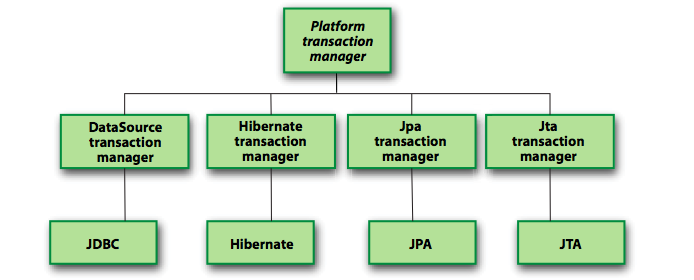 Platform
transaction
manager
DataSource
transaction
manager
Hibernate
transaction
manager
Jpa
transaction
manager
Jta
transaction
manager
JDBC
Hibernate
JPA
JTA